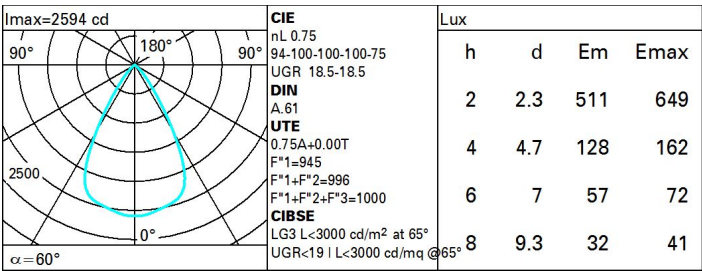 Imax=2594 cd
90°
180°
90°
2500
0°
α=60°
CIE
nL 0.75
94-100-100-100-75
UGR 18.5-18.5
DIN
A.61
UTE
0.75A+0.00T
F"1=945
F"1+F"2=996
F"1+F"2+F"3=1000
CIBSE
LG3 L<3000 cd/m² at 65°
UGR<19 | L<3000 cd/mq @65°
Lux
h d Em Emax
2 2.3 511 649
4 4.7 128 162
6 7 57 72
8 9.3 32 41